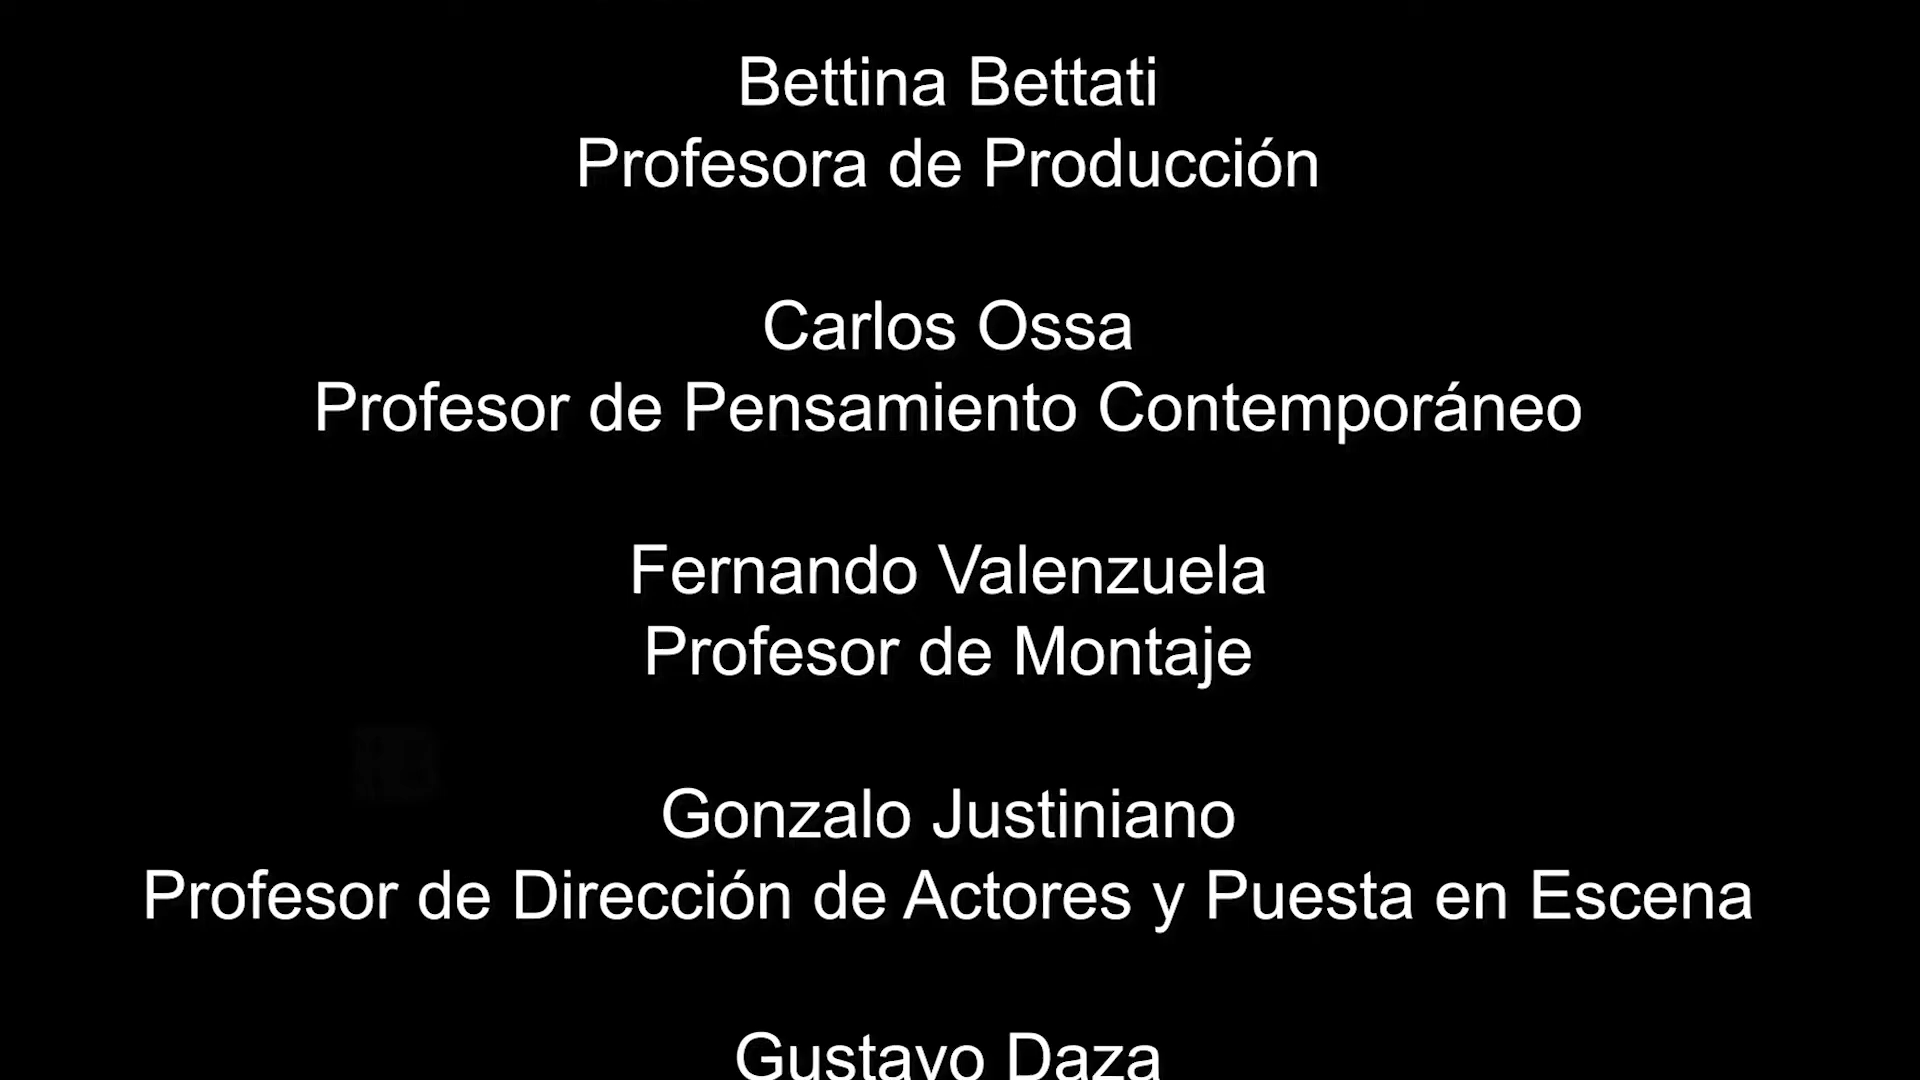 Bettina Bettati
Profesora de Producción
Carlos Ossa
Profesor de Pensamiento Contemporáneo
Fernando Valenzuela
Profesor de Montaje
Gonzalo Justiniano
Profesor de Dirección de Actores y Puesta en Escena
Gustavo Daza